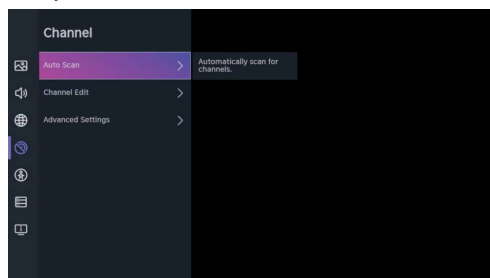 Channel
Auto Scan
Automatically scan for
channels.
Channel Edit
Advanced Settings